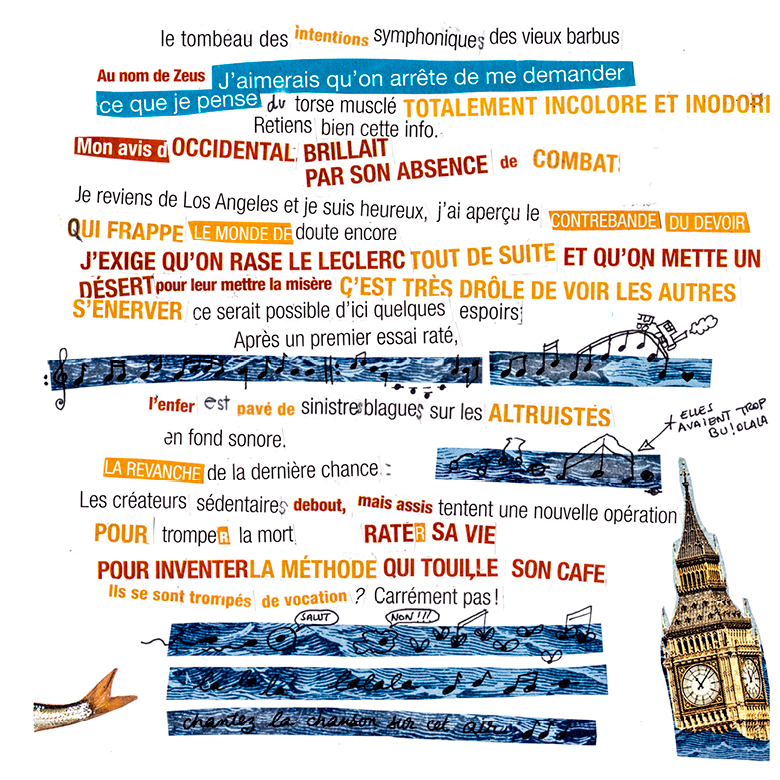 le tombeau des intentions symphoniques des vieux barbus
Au nom de Zeus J'aimerais qu'on arrête de me demander
ce que je pense du torse musclé TOTALEMENT INCOLORE ET INODOR
Retiens bien cette info.
Mon avis d OCCIDENTAL BRILLAIT
PAR SON ABSENCE de COMBAT.
Je reviens de Los Angeles et je suis heureux, j'ai aperçu le CONTREBANDE DU DEVOIR
QUI FRAPPE LE MONDE DE doute encore
J'EXIGE QU'ON RASE LE LECLERC TOUT DE SUITE ET QU'ON METTE UN
DÉSERT pour leur mettre la misère C'EST TRÈS DRÔLE DE VOIR LES AUTRES
S'ENERVER ce serait possible d'ici quelques espoirs
Après un premier essai raté,
l'enfer est pavé de sinistres blagues sur les ALTRUISTES
+ ELLES
AVAIENT TROP
BU! OLALA
en fond sonore.
LA REVANCHE de la dernière chance :
Les créateurs sédentaires debout, mais assis tentent une nouvelle opération
POUR tromper la mort RATER SA VIE
POUR INVENTER LA MÉTHODE QUI TOUILLE SON CAFE
Ils se sont trompés de vocation ? Carrément pas !
SALUT NON !!!
la la la lalala
chantez la chanson sur cet air